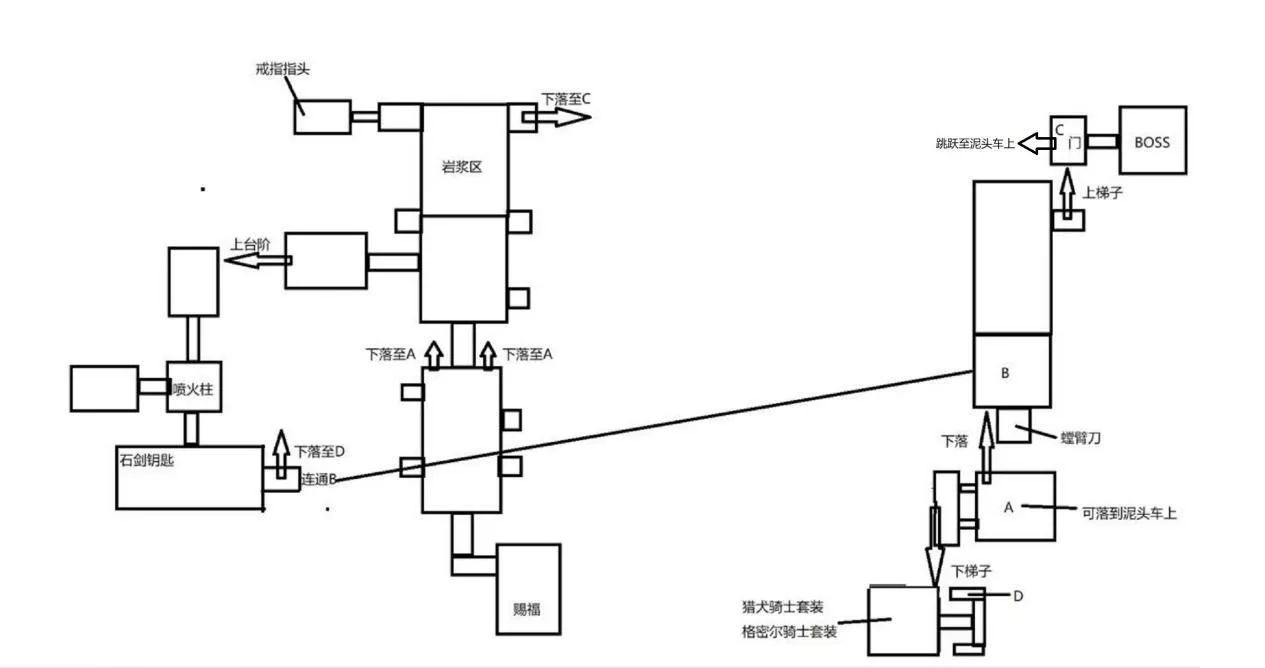 戒指指头
下落至C
岩浆区
上台阶
下落至A
下落至A
喷火柱
石剑钥匙
下落至D
连通B
赐福
跳跃至泥头车上
C
门
BOSS
上梯子
B
螳臂刀
下落
A
可落到泥头车上
下梯子
D
猎犬骑士套装
格密尔骑士套装